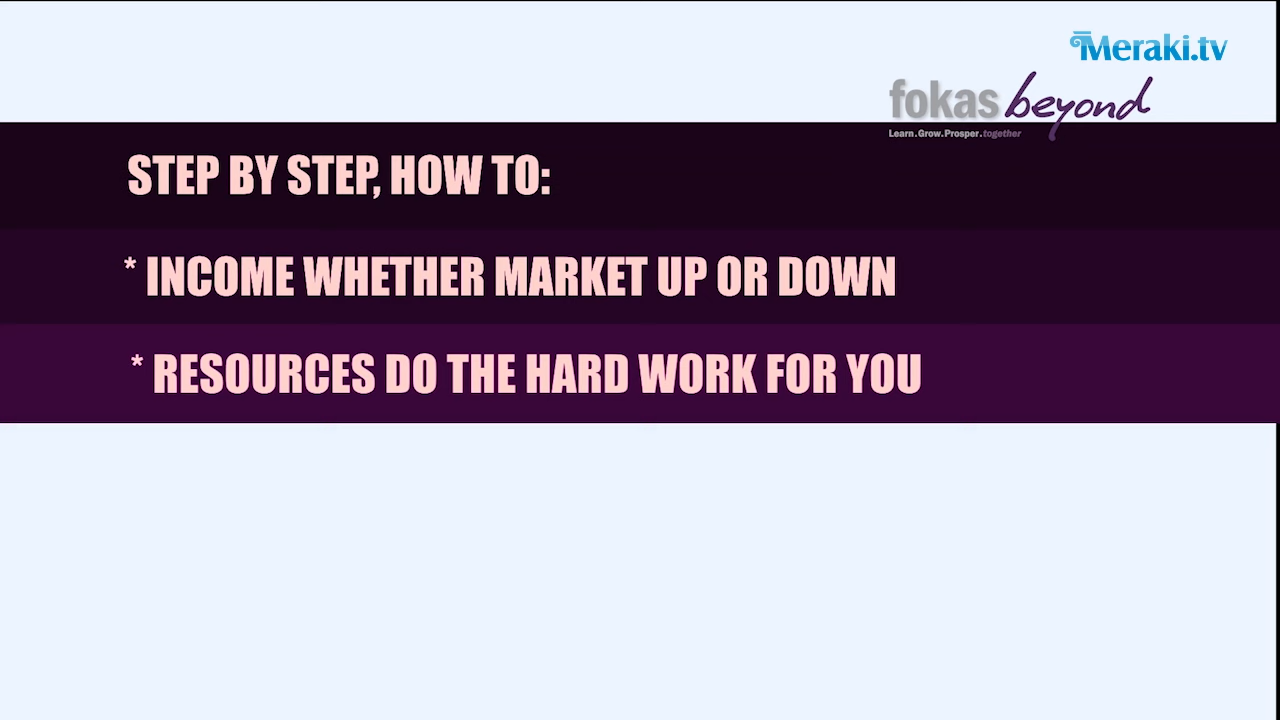 Meraki.tv
fokas beyond
Learn.Grow.Prosper.together
STEP BY STEP, HOW TO:
* INCOME WHETHER MARKET UP OR DOWN
* RESOURCES DO THE HARD WORK FOR YOU